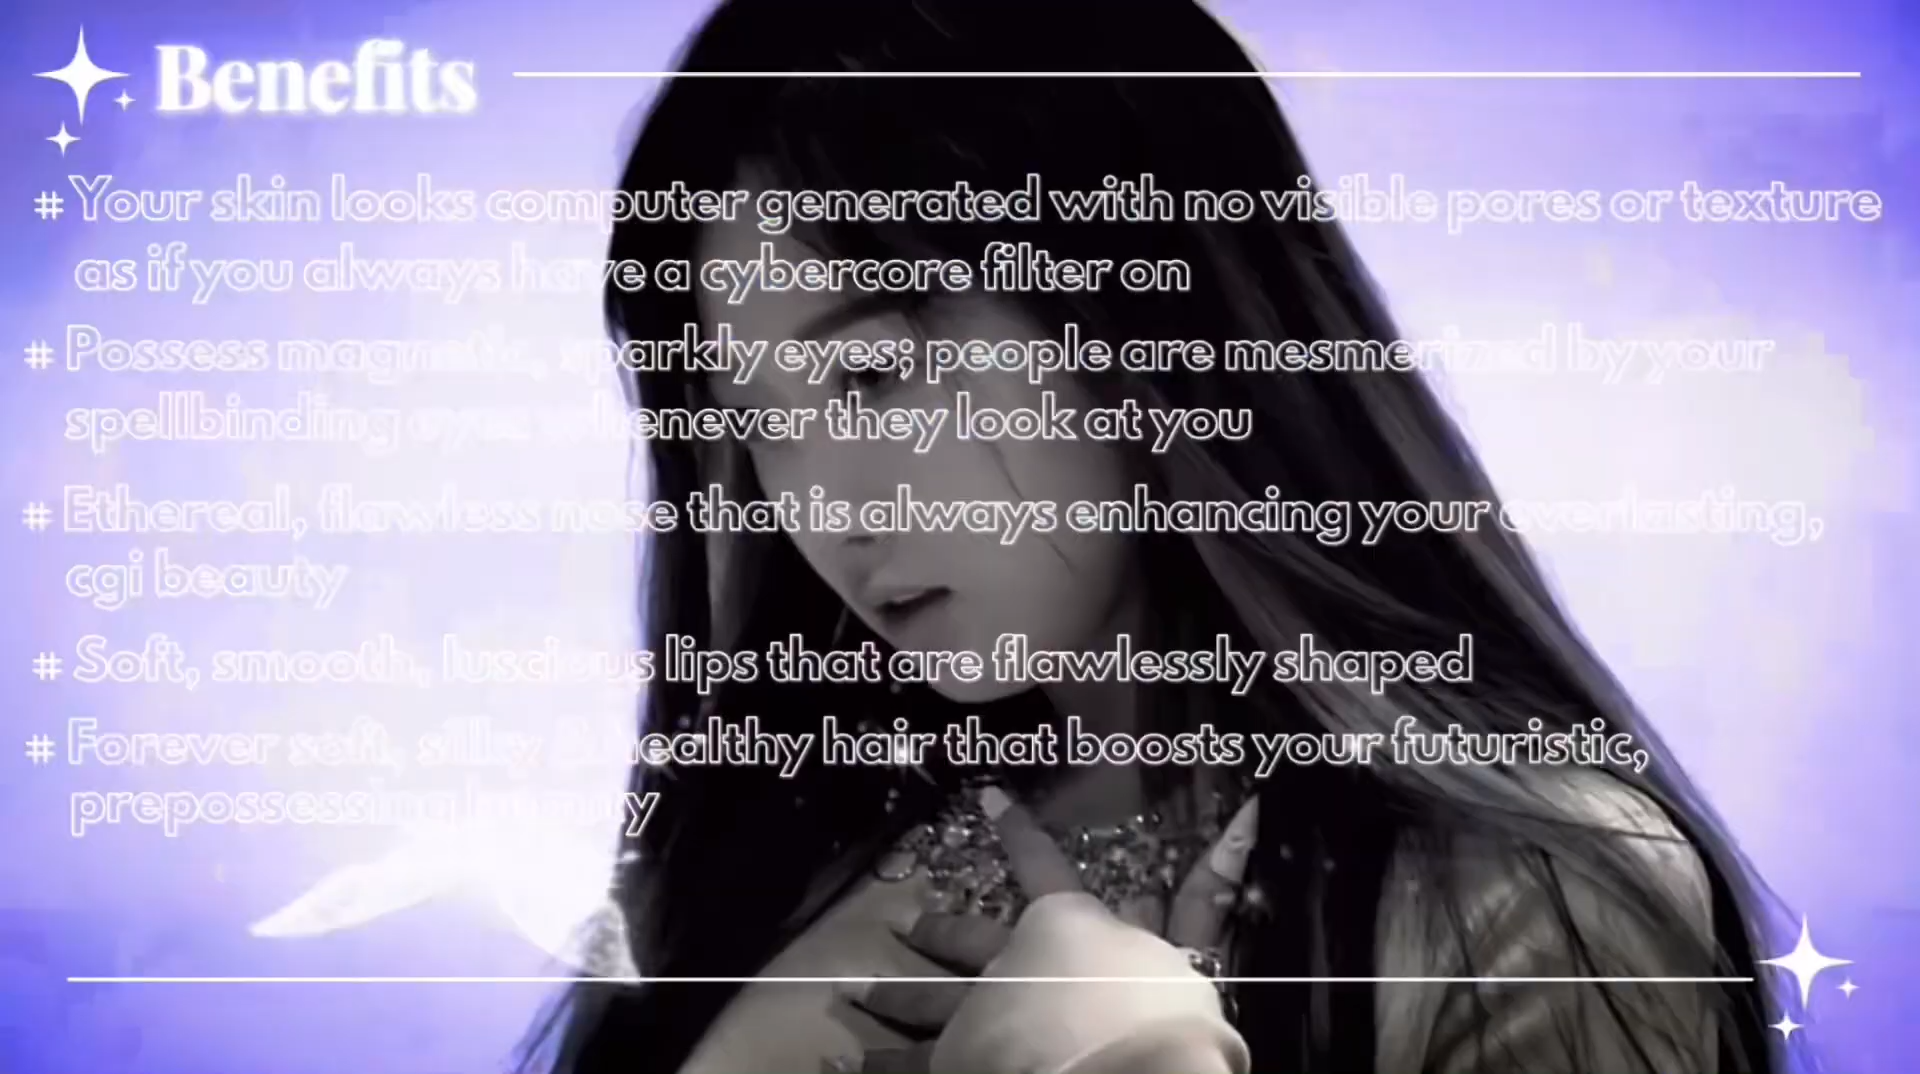 Benefits
# Your skin looks computer generated with no visible pores or texture
as if you always have a cybercore filter on
# Possess magnetic, sparkly eyes; people are mesmerized by your
spellbinding eyes whenever they look at you
# Ethereal, flawless nose that is always enhancing your everlasting,
cgi beauty
# Soft, smooth, luscious lips that are flawlessly shaped
# Forever soft, silky & healthy hair that boosts your futuristic,
prepossessing beauty